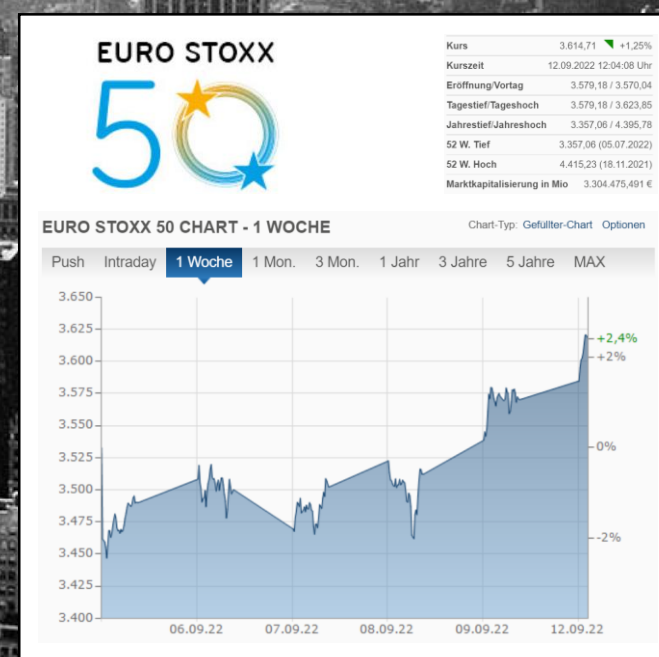 EURO STOXX
50
Kurs 3.614,71 +1,25%
Kurszeit 12.09.2022 12:04:08 Uhr
Eröffnung/Vortag 3.579,18 / 3.570,04
Tagestief/Tageshoch 3.579,18 / 3.623,85
Jahrestief/Jahreshoch 3.357,06 / 4.395,78
52 W. Tief 3.357,06 (05.07.2022)
52 W. Hoch 4.415,23 (18.11.2021)
Marktkapitalisierung in Mio 3.304.475,491 €
EURO STOXX 50 CHART - 1 WOCHE Chart-Typ: Gefüllter-Chart Optionen
Push Intraday 1 Woche 1 Mon. 3 Mon. 1 Jahr 3 Jahre 5 Jahre MAX
3.650
3.625
+2,4%
3.600 +2%
3.575
3.550
0%
3.525
3.500
3.475
-2%
3.450
3.425
3.400
06.09.22 07.09.22 08.09.22 09.09.22 12.09.22